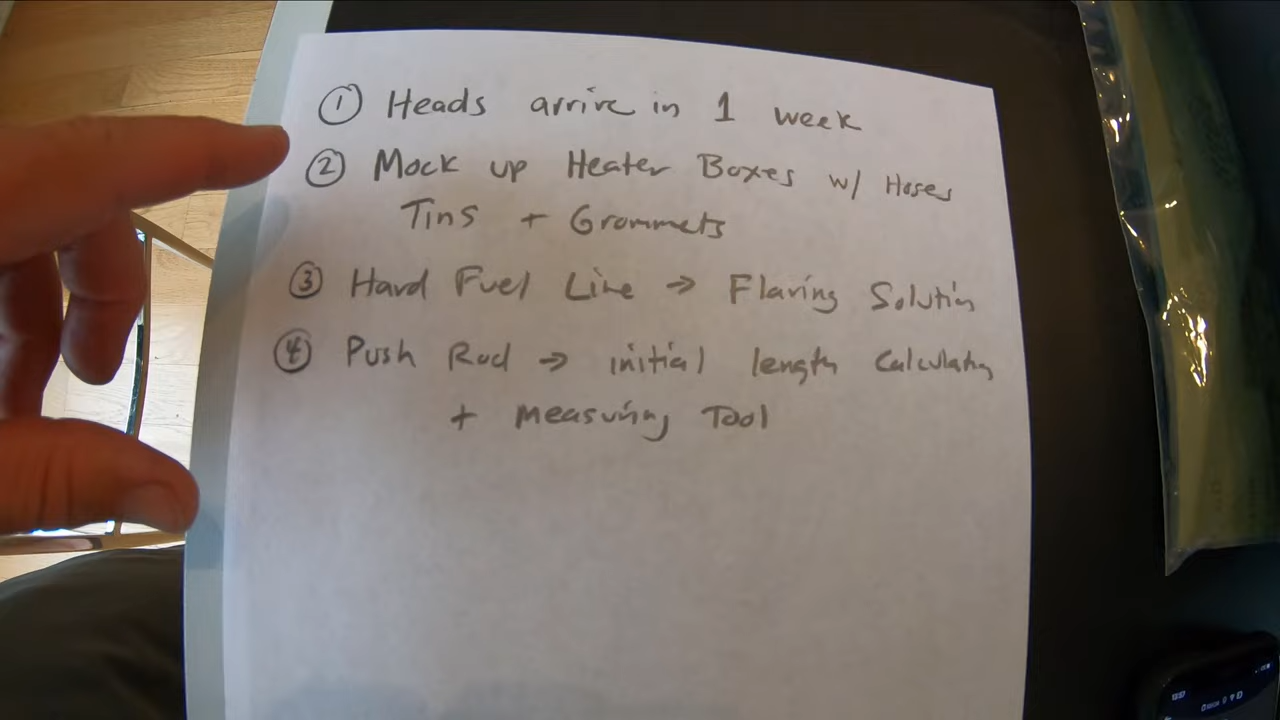 ① Heads arrive in 1 week
② Mock up Heater Boxes w/ Hoses
Tins + Grommets
③ Hard Fuel Line → Flaring Solution
④ Push Rod → initial length Calculating
+ Measuring Tool